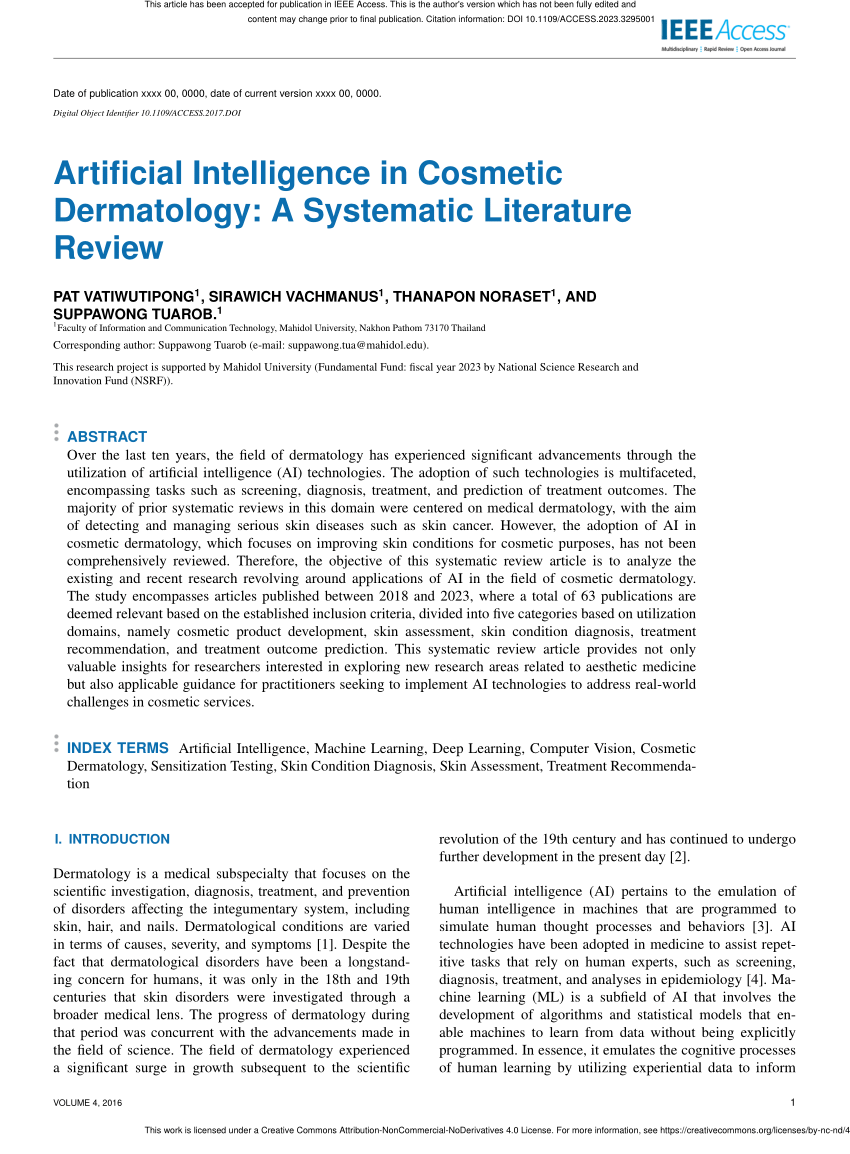 This article has been accepted for publication in IEEE Access. This is the author's version which has not been fully edited and
content may change prior to final publication. Citation information: DOI 10.1109/ACCESS.2023.3295001
IEEE Access
Multidisciplinary | Rapid Review | Open Access Journal
Date of publication xxxx 00, 0000, date of current version xxxx 00, 0000.
Digital Object Identifier 10.1109/ACCESS.2017.DOI
Artificial Intelligence in Cosmetic
Dermatology: A Systematic Literature
Review
PAT VATIWUTIPONG1, SIRAWICH VACHMANUS1, THANAPON NORASET1, AND
SUPPAWONG TUAROB.1
1Faculty of Information and Communication Technology, Mahidol University, Nakhon Pathom 73170 Thailand
Corresponding author: Suppawong Tuarob (e-mail: suppawong.tua@mahidol.edu).
This research project is supported by Mahidol University (Fundamental Fund: fiscal year 2023 by National Science Research and
Innovation Fund (NSRF)).
ABSTRACT
Over the last ten years, the field of dermatology has experienced significant advancements through the
utilization of artificial intelligence (AI) technologies. The adoption of such technologies is multifaceted,
encompassing tasks such as screening, diagnosis, treatment, and prediction of treatment outcomes. The
majority of prior systematic reviews in this domain were centered on medical dermatology, with the aim
of detecting and managing serious skin diseases such as skin cancer. However, the adoption of AI in
cosmetic dermatology, which focuses on improving skin conditions for cosmetic purposes, has not been
comprehensively reviewed. Therefore, the objective of this systematic review article is to analyze the
existing and recent research revolving around applications of AI in the field of cosmetic dermatology.
The study encompasses articles published between 2018 and 2023, where a total of 63 publications are
deemed relevant based on the established inclusion criteria, divided into five categories based on utilization
domains, namely cosmetic product development, skin assessment, skin condition diagnosis, treatment
recommendation, and treatment outcome prediction. This systematic review article provides not only
valuable insights for researchers interested in exploring new research areas related to aesthetic medicine
but also applicable guidance for practitioners seeking to implement AI technologies to address real-world
challenges in cosmetic services.
INDEX TERMS Artificial Intelligence, Machine Learning, Deep Learning, Computer Vision, Cosmetic
Dermatology, Sensitization Testing, Skin Condition Diagnosis, Skin Assessment, Treatment Recommenda-
tion
I. INTRODUCTION
Dermatology is a medical subspecialty that focuses on the
scientific investigation, diagnosis, treatment, and prevention
of disorders affecting the integumentary system, including
skin, hair, and nails. Dermatological conditions are varied
in terms of causes, severity, and symptoms [1]. Despite the
fact that dermatological disorders have been a longstand-
ing concern for humans, it was only in the 18th and 19th
centuries that skin disorders were investigated through a
broader medical lens. The progress of dermatology during
that period was concurrent with the advancements made in
the field of science. The field of dermatology experienced
a significant surge in growth subsequent to the scientific
revolution of the 19th century and has continued to undergo
further development in the present day [2].
Artificial intelligence (AI) pertains to the emulation of
human intelligence in machines that are programmed to
simulate human thought processes and behaviors [3]. AI
technologies have been adopted in medicine to assist repet-
itive tasks that rely on human experts, such as screening,
diagnosis, treatment, and analyses in epidemiology [4]. Ma-
chine learning (ML) is a subfield of AI that involves the
development of algorithms and statistical models that en-
able machines to learn from data without being explicitly
programmed. In essence, it emulates the cognitive processes
of human learning by utilizing experiential data to inform
VOLUME 4, 2016
1
This work is licensed under a Creative Commons Attribution-NonCommercial-NoDerivatives 4.0 License. For more information, see https://creativecommons.org/licenses/by-nc-nd/4